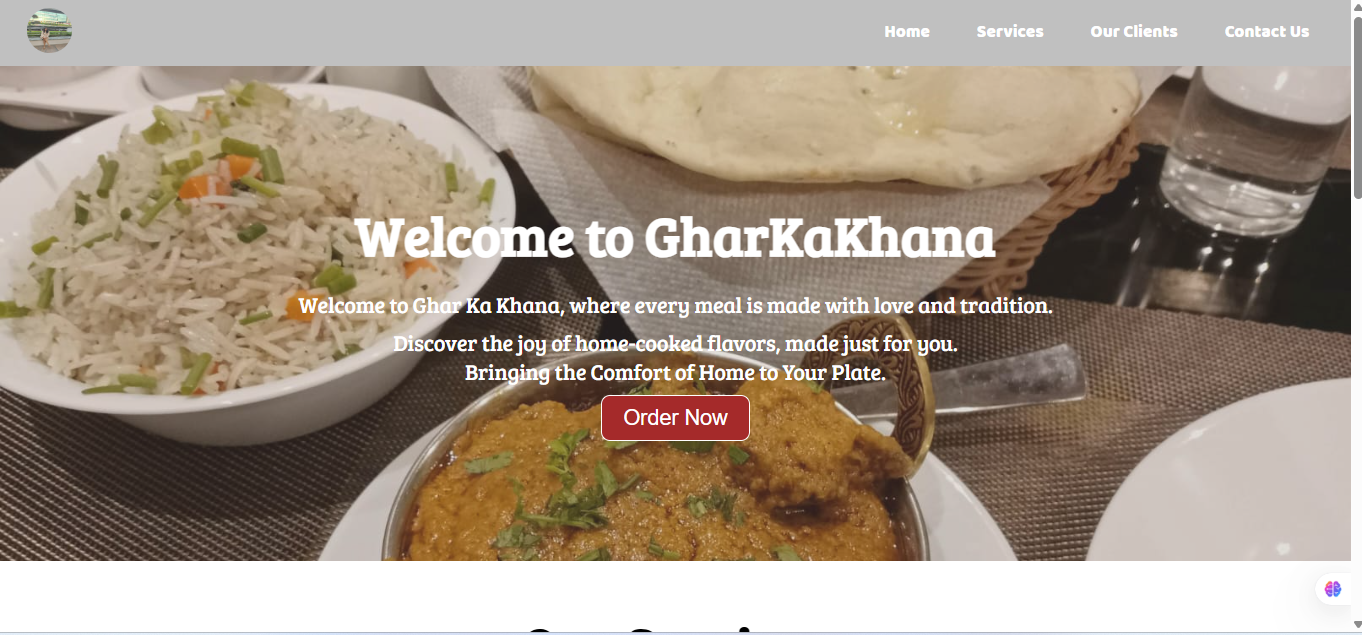 Home Services Our Clients Contact Us
Welcome to GharKaKhana
Welcome to Ghar Ka Khana, where every meal is made with love and tradition.
Discover the joy of home-cooked flavors, made just for you.
Bringing the Comfort of Home to Your Plate.
Order Now